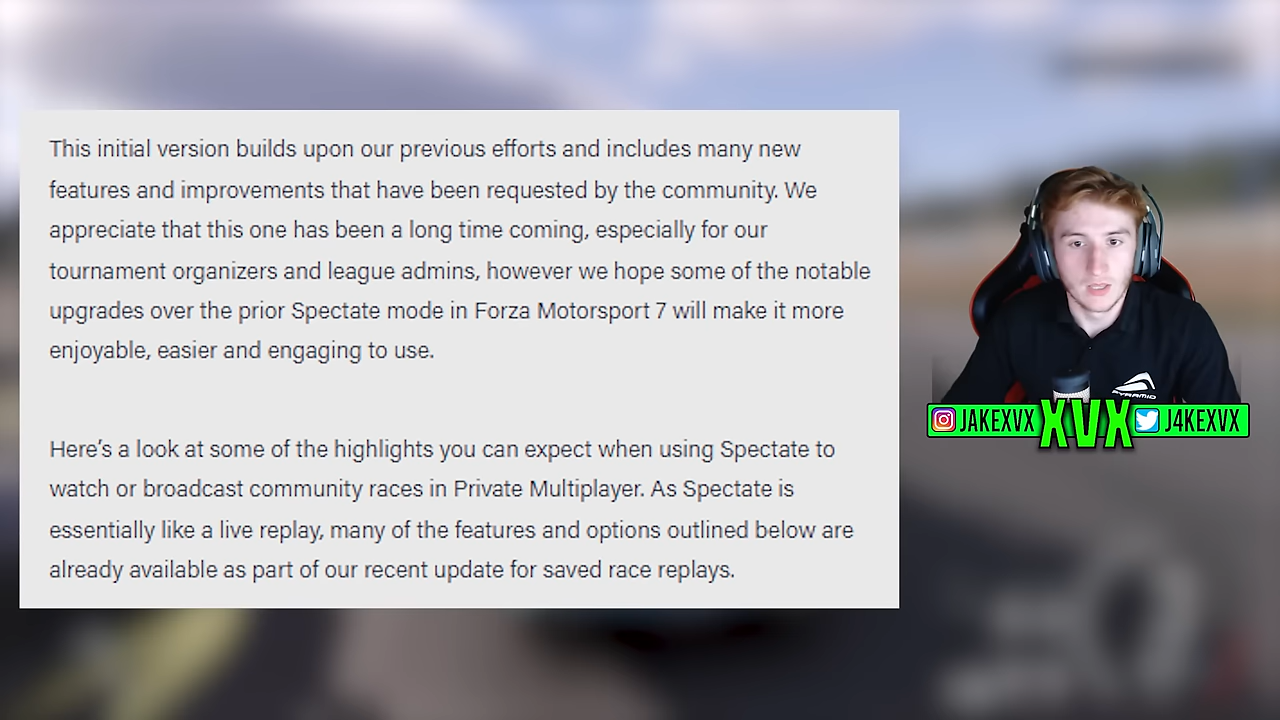 This initial version builds upon our previous efforts and includes many new
features and improvements that have been requested by the community. We
appreciate that this one has been a long time coming, especially for our
tournament organizers and league admins, however we hope some of the notable
upgrades over the prior Spectate mode in Forza Motorsport 7 will make it more
enjoyable, easier and engaging to use.
Here’s a look at some of the highlights you can expect when using Spectate to
watch or broadcast community races in Private Multiplayer. As Spectate is
essentially like a live replay, many of the features and options outlined below are
already available as part of our recent update for saved race replays.
PYRAMID
JAKEXVX XVX J4KEXVX